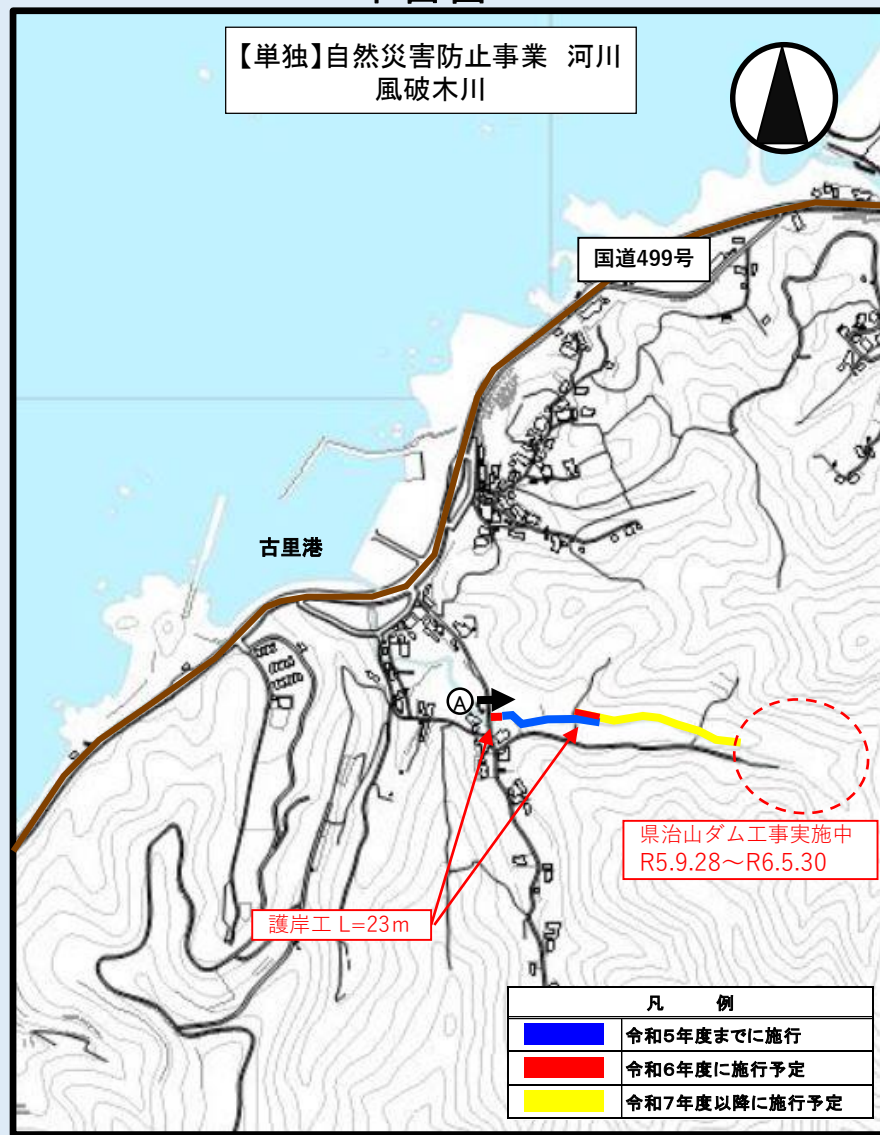 【単独】自然災害防止事業 河川
風破木川
国道499号
古里港
A
県治山ダム工事実施中
R5.9.28～R6.5.30
護岸工 L=23m
凡 例
令和5年度までに施行
令和6年度に施行予定
令和7年度以降に施行予定